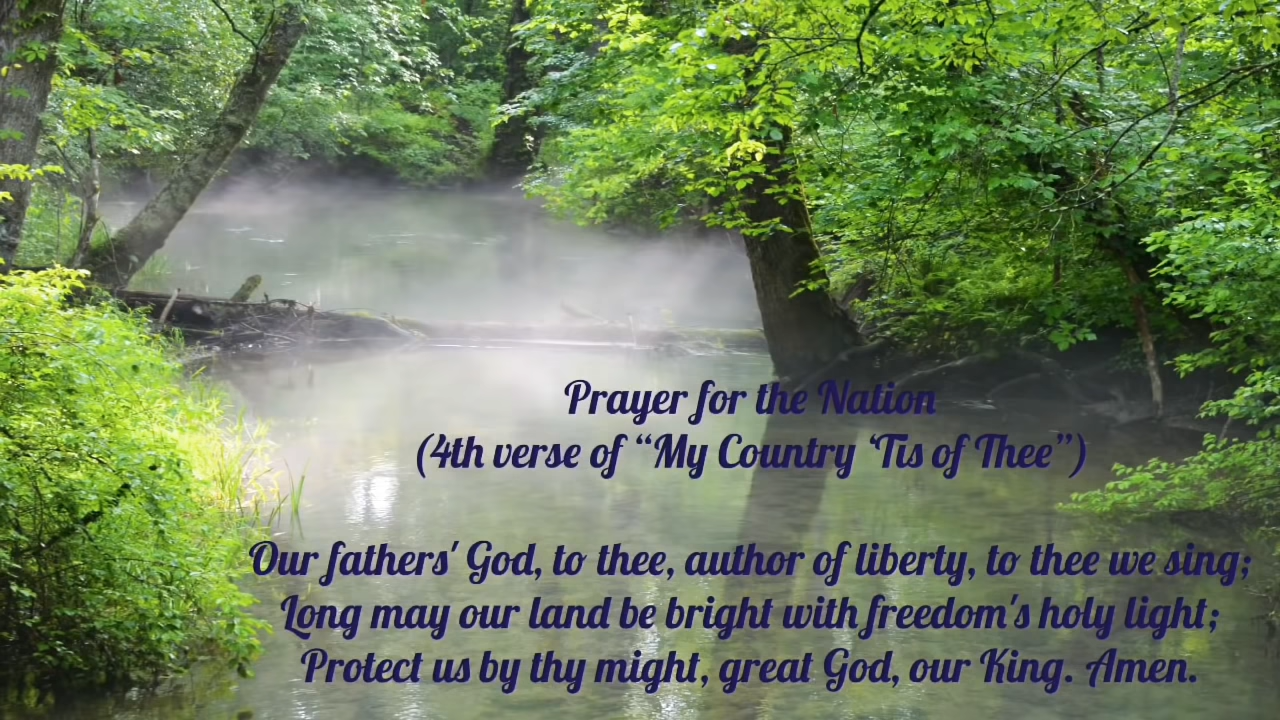 Prayer for the Nation
(4th verse of “My Country ‘Tis of Thee”)
Our fathers' God, to thee, author of liberty, to thee we sing;
Long may our land be bright with freedom's holy light;
Protect us by thy might, great God, our King. Amen.